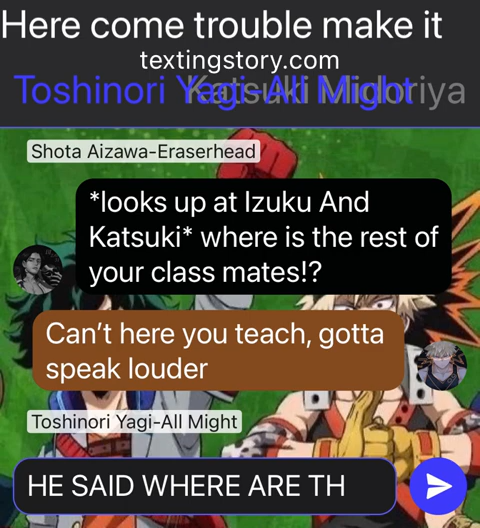 Here come trouble make it
textingstory.com
Toshinori Yagi-All Might
Katsuki Midoriya
Shota Aizawa-Eraserhead
*looks up at Izuku And
Katsuki* where is the rest of
your class mates!?
Can't here you teach, gotta
speak louder
Toshinori Yagi-All Might
HE SAID WHERE ARE TH